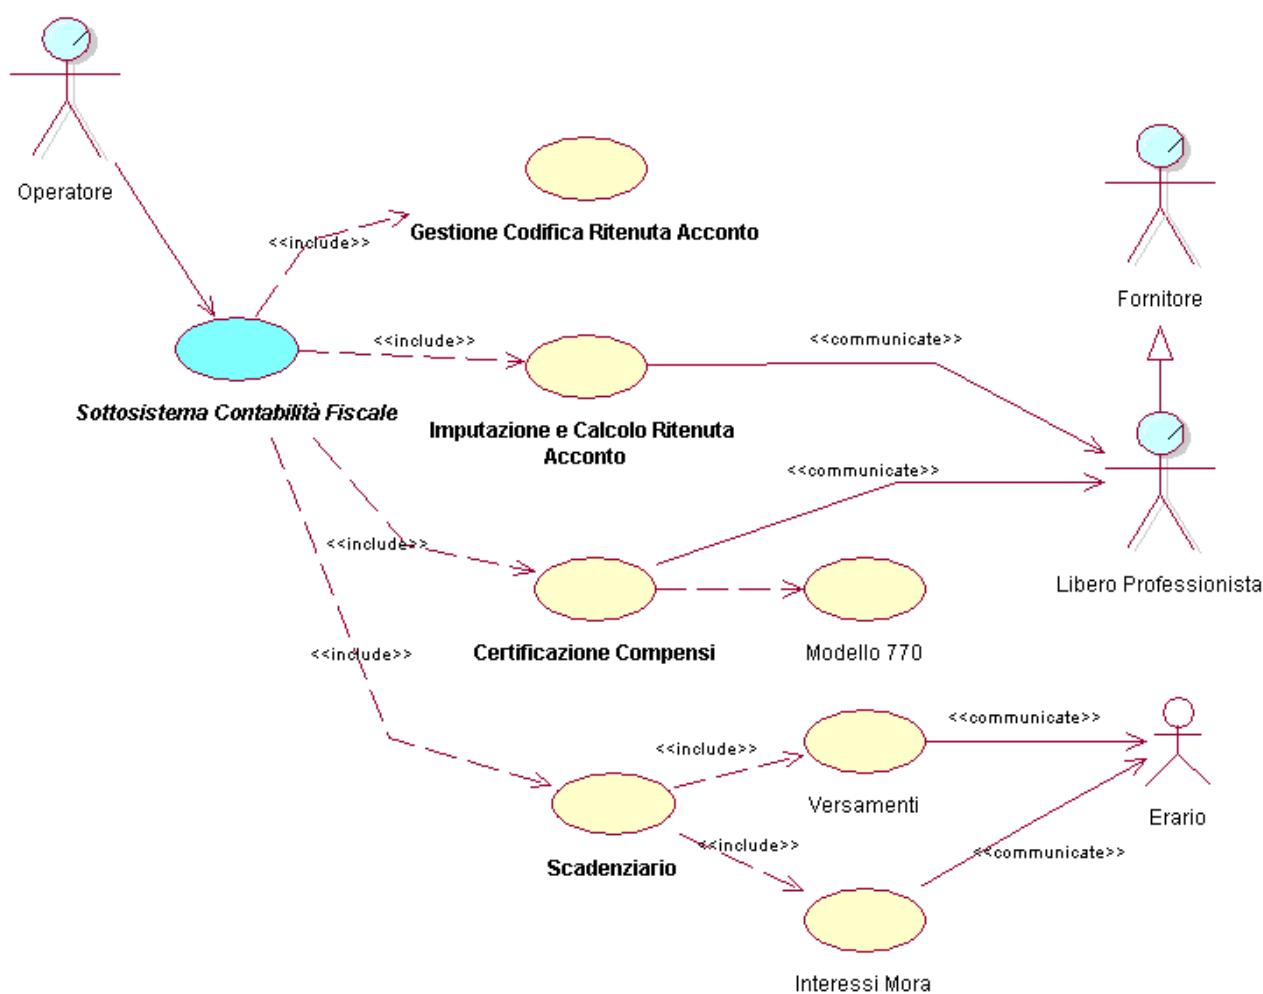 Operatore
<<include>>
Gestione Codifica Ritenuta Acconto
Fornitore
<<include>>
<<communicate>>
Sottosistema Contabilità Fiscale
Imputazione e Calcolo Ritenuta
Acconto
<<communicate>>
<<include>>
Libero Professionista
Certificazione Compensi
Modello 770
<<include>>
<<communicate>>
<<include>>
Versamenti
Erario
<<include>>
<<communicate>>
Scadenziario
Interessi Mora